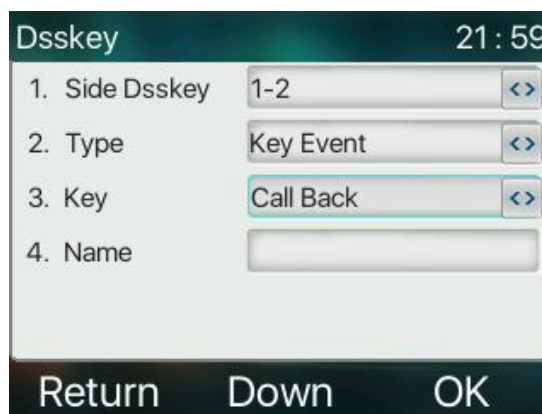 Dsskey 21:59
1. Side Dsskey 1-2 <>
2. Type Key Event <>
3. Key Call Back <>
4. Name
Return Down OK